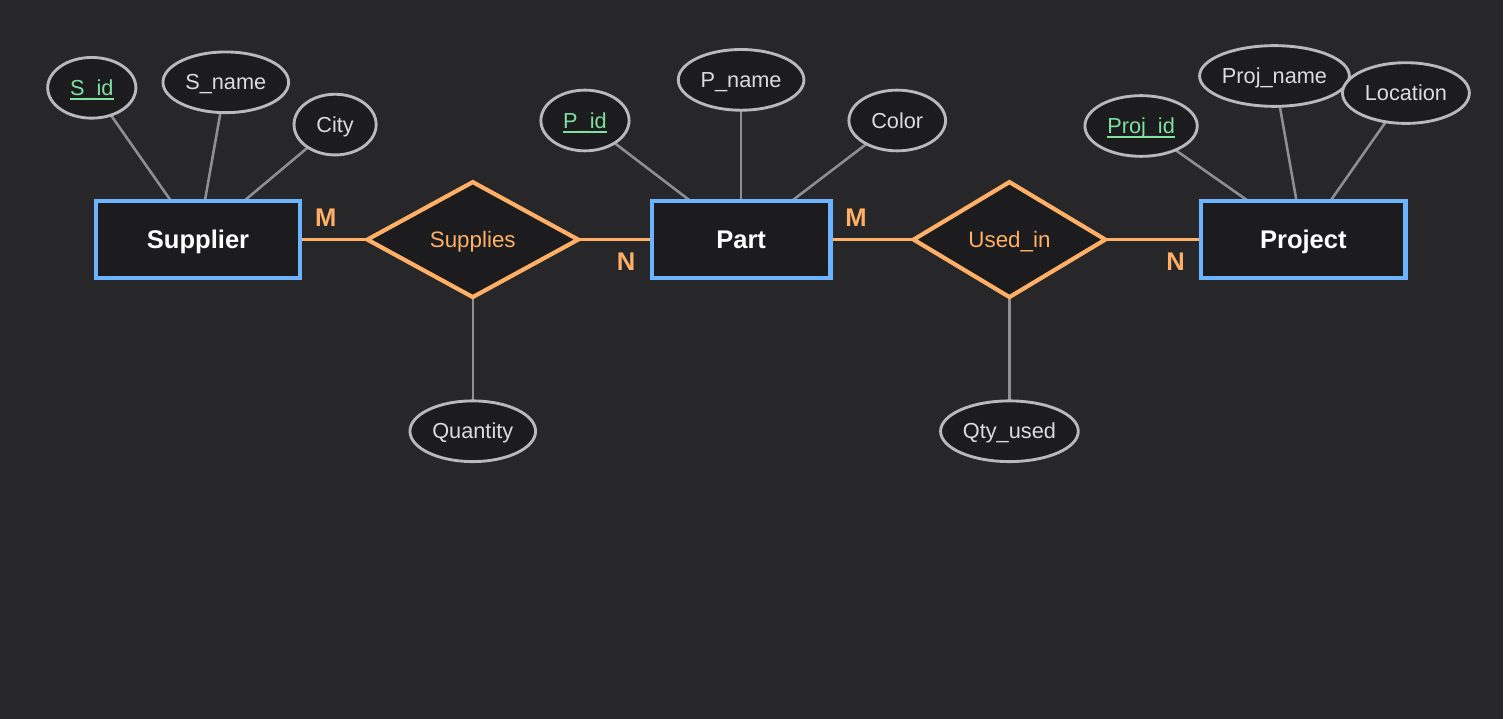 S_id
S_name
City
P_id
P_name
Color
Proj_id
Proj_name
Location
Supplier
M
Supplies
N
Part
M
Used_in
N
Project
Quantity
Qty_used